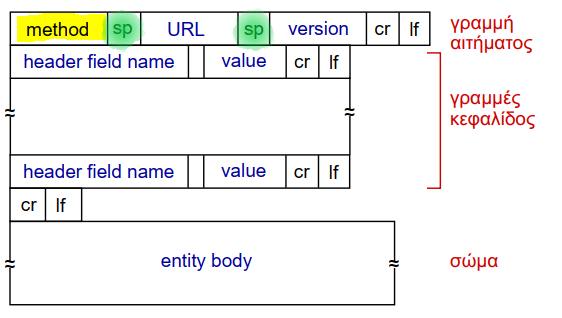 method sp URL sp version cr lf
γραμμή
αιτήματος
header field name value cr lf
γραμμές
κεφαλίδος
header field name value cr lf
cr lf
entity body
σώμα